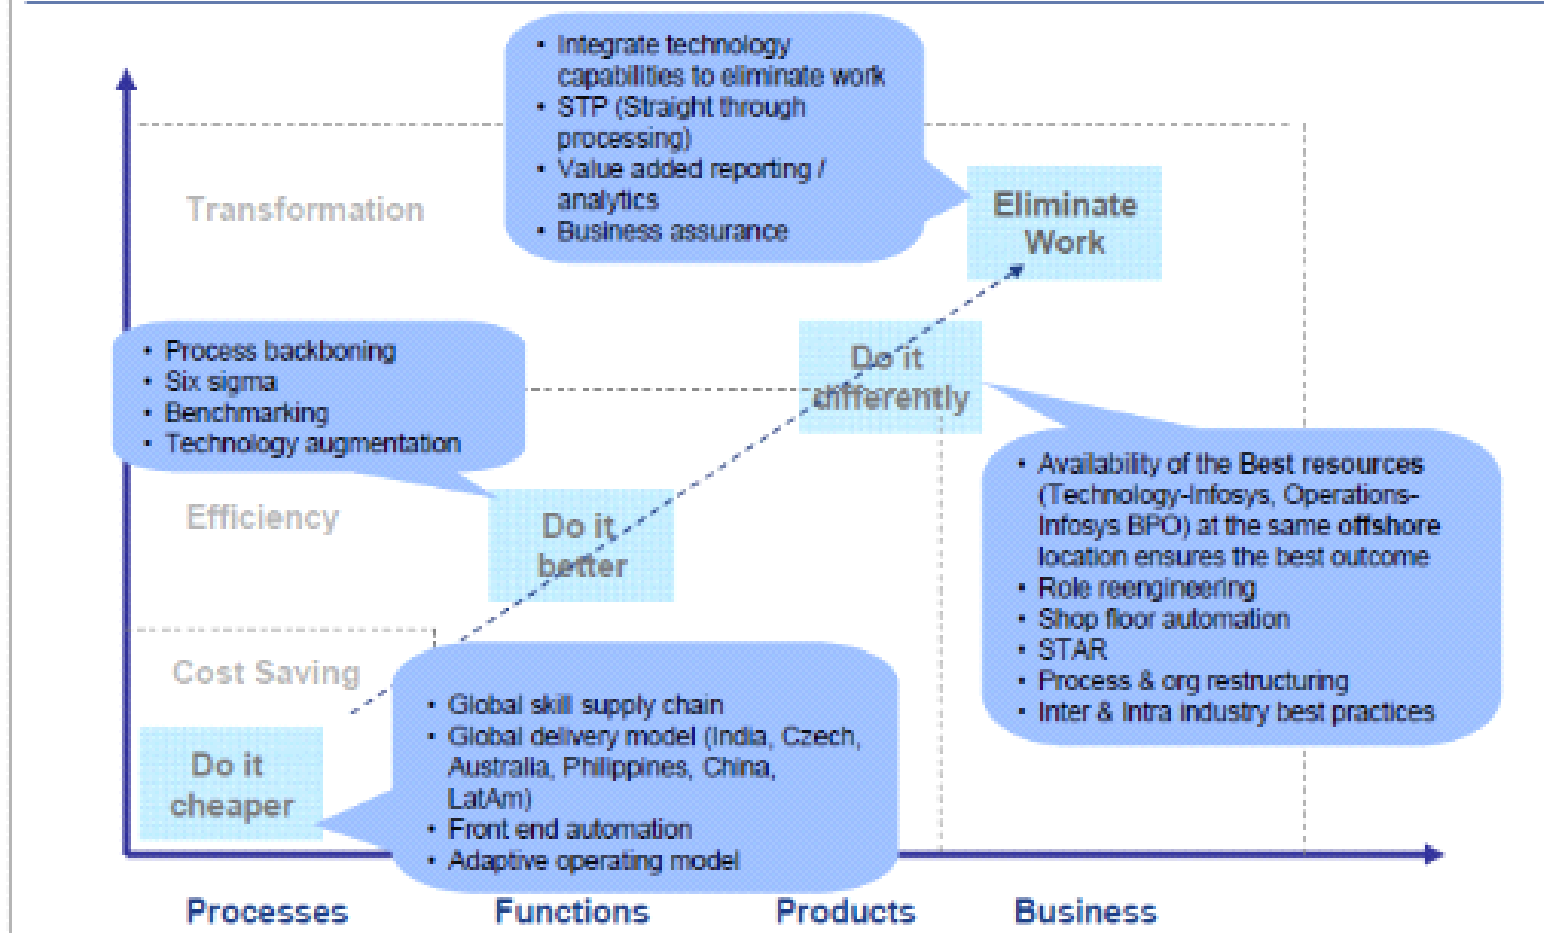 • Integrate technology
capabilities to eliminate work
• STP (Straight through
processing)
• Value added reporting /
analytics
• Business assurance
Transformation
Eliminate
Work
• Process backboning
• Six sigma
• Benchmarking
• Technology augmentation
Do it
differently
Efficiency
Do it
better
• Availability of the Best resources
(Technology-Infosys, Operations-
Infosys BPO) at the same offshore
location ensures the best outcome
• Role reengineering
• Shop floor automation
• STAR
• Process & org restructuring
• Inter & Intra industry best practices
Cost Saving
Do it
cheaper
• Global skill supply chain
• Global delivery model (India, Czech,
Australia, Philippines, China,
LatAm)
• Front end automation
• Adaptive operating model
Processes
Functions
Products
Business